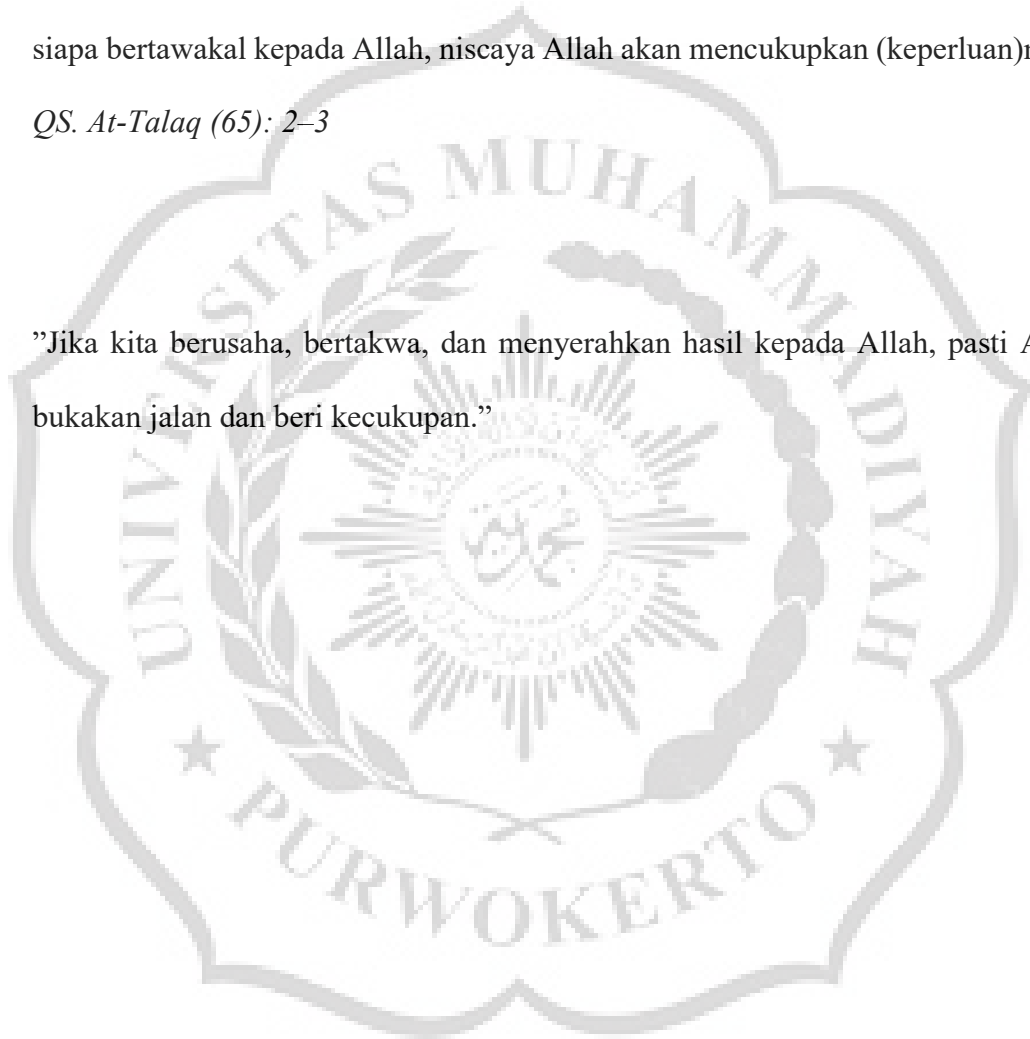 siapa bertawakal kepada Allah, niscaya Allah akan mencukupkan (keperluan)
QS. At-Talaq (65): 2–3
UNIVERSITAS MUHAMMADIYAH
”Jika kita berusaha, bertakwa, dan menyerahkan hasil kepada Allah, pasti
bukakan jalan dan beri kecukupan.”
PURWOKERTO